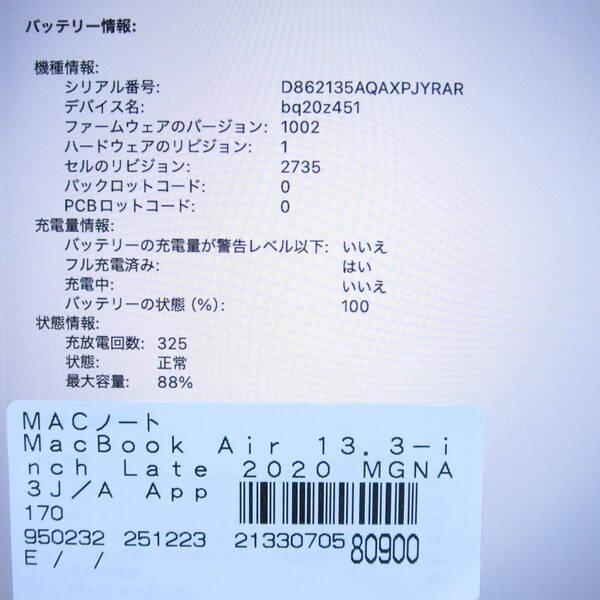 バッテリー情報:
機種情報:
シリアル番号: D862135AQAXPJYRAR
デバイス名: bq20z451
ファームウェアのバージョン: 1002
ハードウェアのリビジョン: 1
セルのリビジョン: 2735
パックロットコード: 0
PCBロットコード: 0
充電量情報:
バッテリーの充電量が警告レベル以下: いいえ
フル充電済み: はい
充電中: いいえ
バッテリーの状態 (%): 100
状態情報:
充放電回数: 325
状態: 正常
最大容量: 88%
MACノート
MacBook Air 13.3-i
nch Late 2020 MGNA
3J/A App
170
950232 251223 21330705 80900
E / /